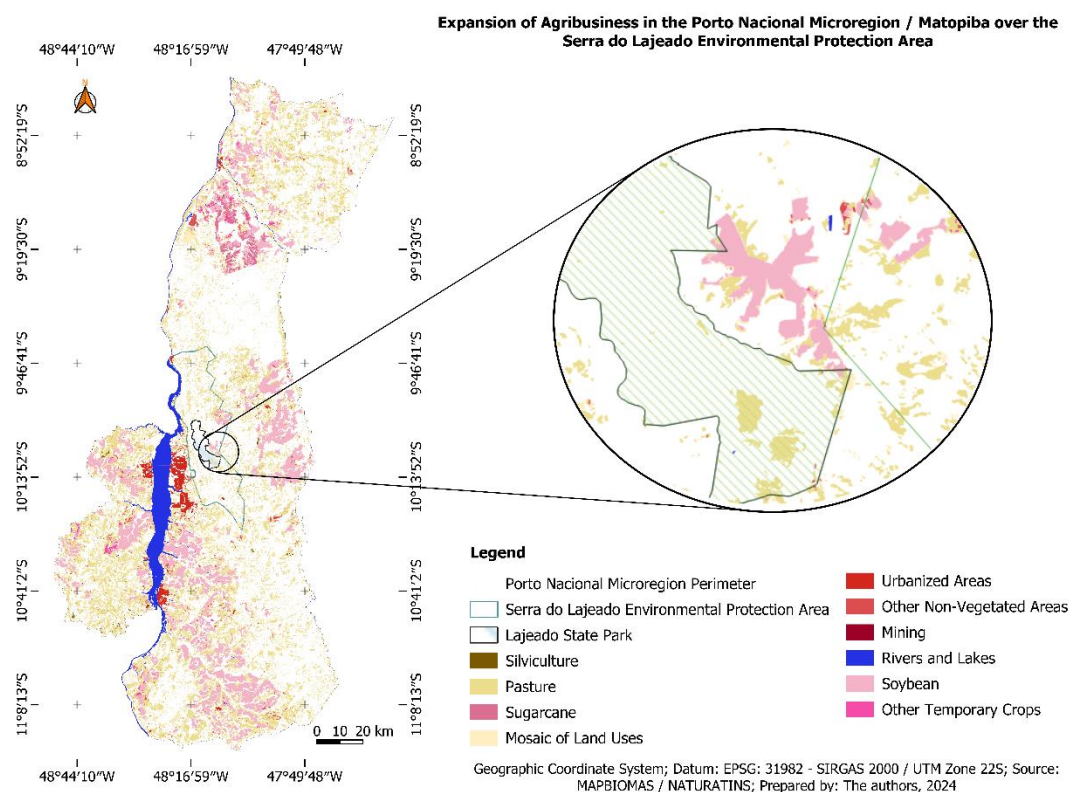 Expansion of Agribusiness in the Porto Nacional Microregion / Matopiba over the
Serra do Lajeado Environmental Protection Area
48°44′10″W 48°16′59″W 47°49′48″W
N
8°52′19″S 8°52′19″S
9°19′30″S 9°19′30″S
9°46′41″S 9°46′41″S
10°13′52″S 10°13′52″S
10°41′2″S 10°41′2″S
11°8′13″S 11°8′13″S
0 10 20 km
48°44′10″W 48°16′59″W 47°49′48″W
Legend
Porto Nacional Microregion Perimeter
Serra do Lajeado Environmental Protection Area
Lajeado State Park
Silviculture
Pasture
Sugarcane
Mosaic of Land Uses
Urbanized Areas
Other Non-Vegetated Areas
Mining
Rivers and Lakes
Soybean
Other Temporary Crops
Geographic Coordinate System; Datum: EPSG: 31982 - SIRGAS 2000 / UTM Zone 22S; Source:
MAPBIOMAS / NATURATINS; Prepared by: The authors, 2024